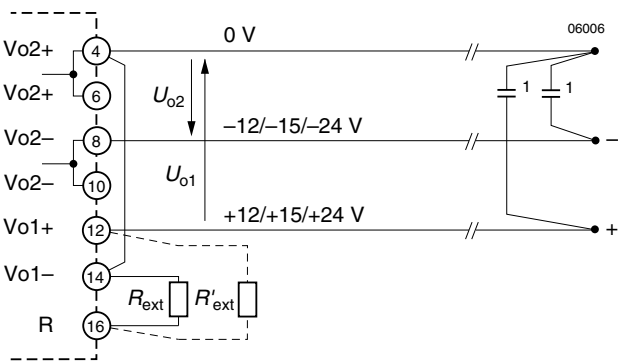 06006
Vo2+ 4 0 V
Vo2+ 6 Uo2 1 1
Vo2– 8 –12/–15/–24 V –
Vo2– 10 Uo1
Vo1+ 12 +12/+15/+24 V +
Vo1– 14
Rext R'ext
R 16